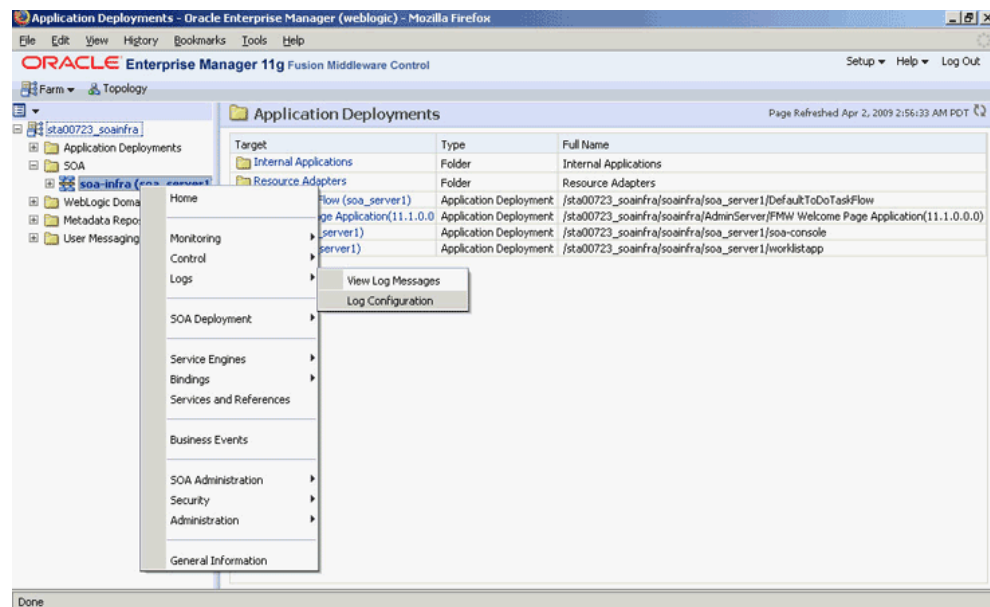 Application Deployments - Oracle Enterprise Manager (weblogic) - Mozilla Firefox
File Edit View History Bookmarks Tools Help
ORACLE Enterprise Manager 11g Fusion Middleware Control
Setup Help Log Out
Farm Topology
Application Deployments
Page Refreshed Apr 2, 2009 2:56:33 AM PDT
sta00723_soainfra
Application Deployments
SOA
soa-infra (soa_server1
WebLogic Doma
Metadata Repos
User Messaging
Target Type Full Name
Internal Applications Folder Internal Applications
Resource Adapters Folder Resource Adapters
Flow (soa_server1) Application Deployment /sta00723_soainfra/soainfra/soa_server1/DefaultToDoTaskFlow
ge Application(11.1.0.0 Application Deployment /sta00723_soainfra/soainfra/AdminServer/FMW Welcome Page Application(11.1.0.0.0)
_server1) Application Deployment /sta00723_soainfra/soainfra/soa_server1/soa-console
server1) Application Deployment /sta00723_soainfra/soainfra/soa_server1/worklistapp
Home
Monitoring
Control
Logs
View Log Messages
Log Configuration
SOA Deployment
Service Engines
Bindings
Services and References
Business Events
SOA Administration
Security
Administration
General Information
Done